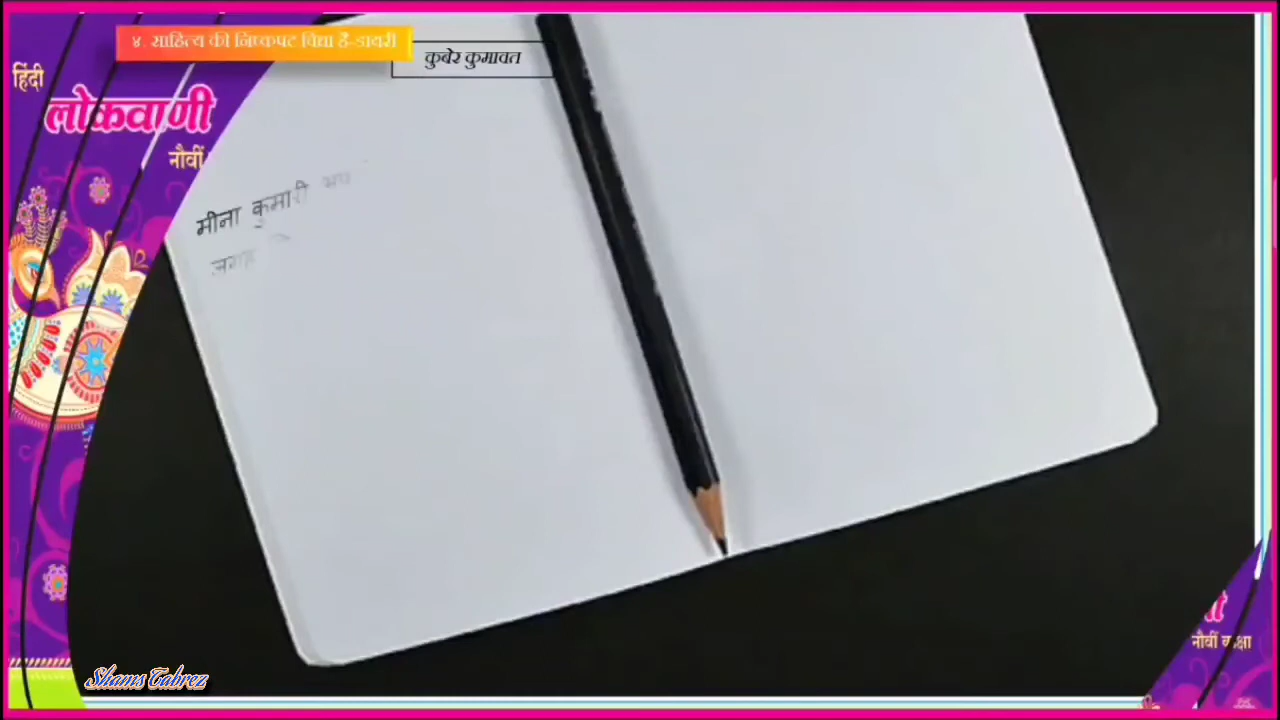 ४. साहित्य की निष्कपट विधा है-डायरी
कुबेर कुमावत
हिंदी
लोकवाणी
नौवीं
मीना कुमारी
नौवीं कक्षा
Shams Tabrez